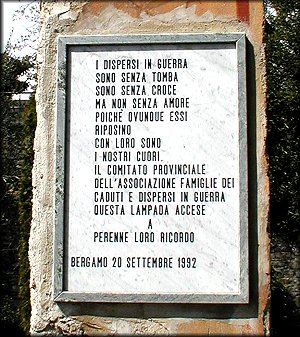 I DISPERSI IN GUERRA
SONO SENZA TOMBA
SONO SENZA CROCE
MA NON SENZA AMORE
POICHÈ OVUNQUE ESSI
RIPOSINO
CON LORO SONO
I NOSTRI CUORI.
IL COMITATO PROVINCIALE
DELL'ASSOCIAZIONE FAMIGLIE DEI
CADUTI E DISPERSI IN GUERRA
QUESTA LAMPADA ACCESE
A
PERENNE LORO RICORDO
BERGAMO 20 SETTEMBRE 1992